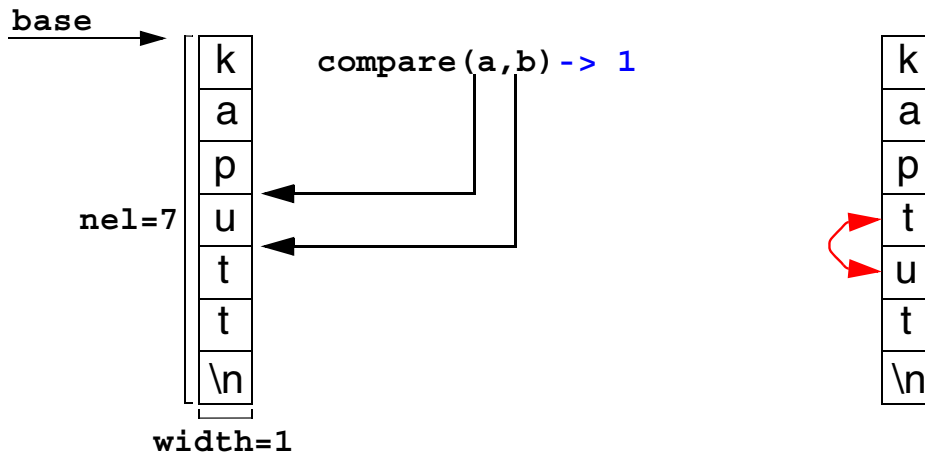 base
k
a
p
u
t
t
\n
compare(a,b)-> 1
nel=7
width=1
k
a
p
t
u
t
\n